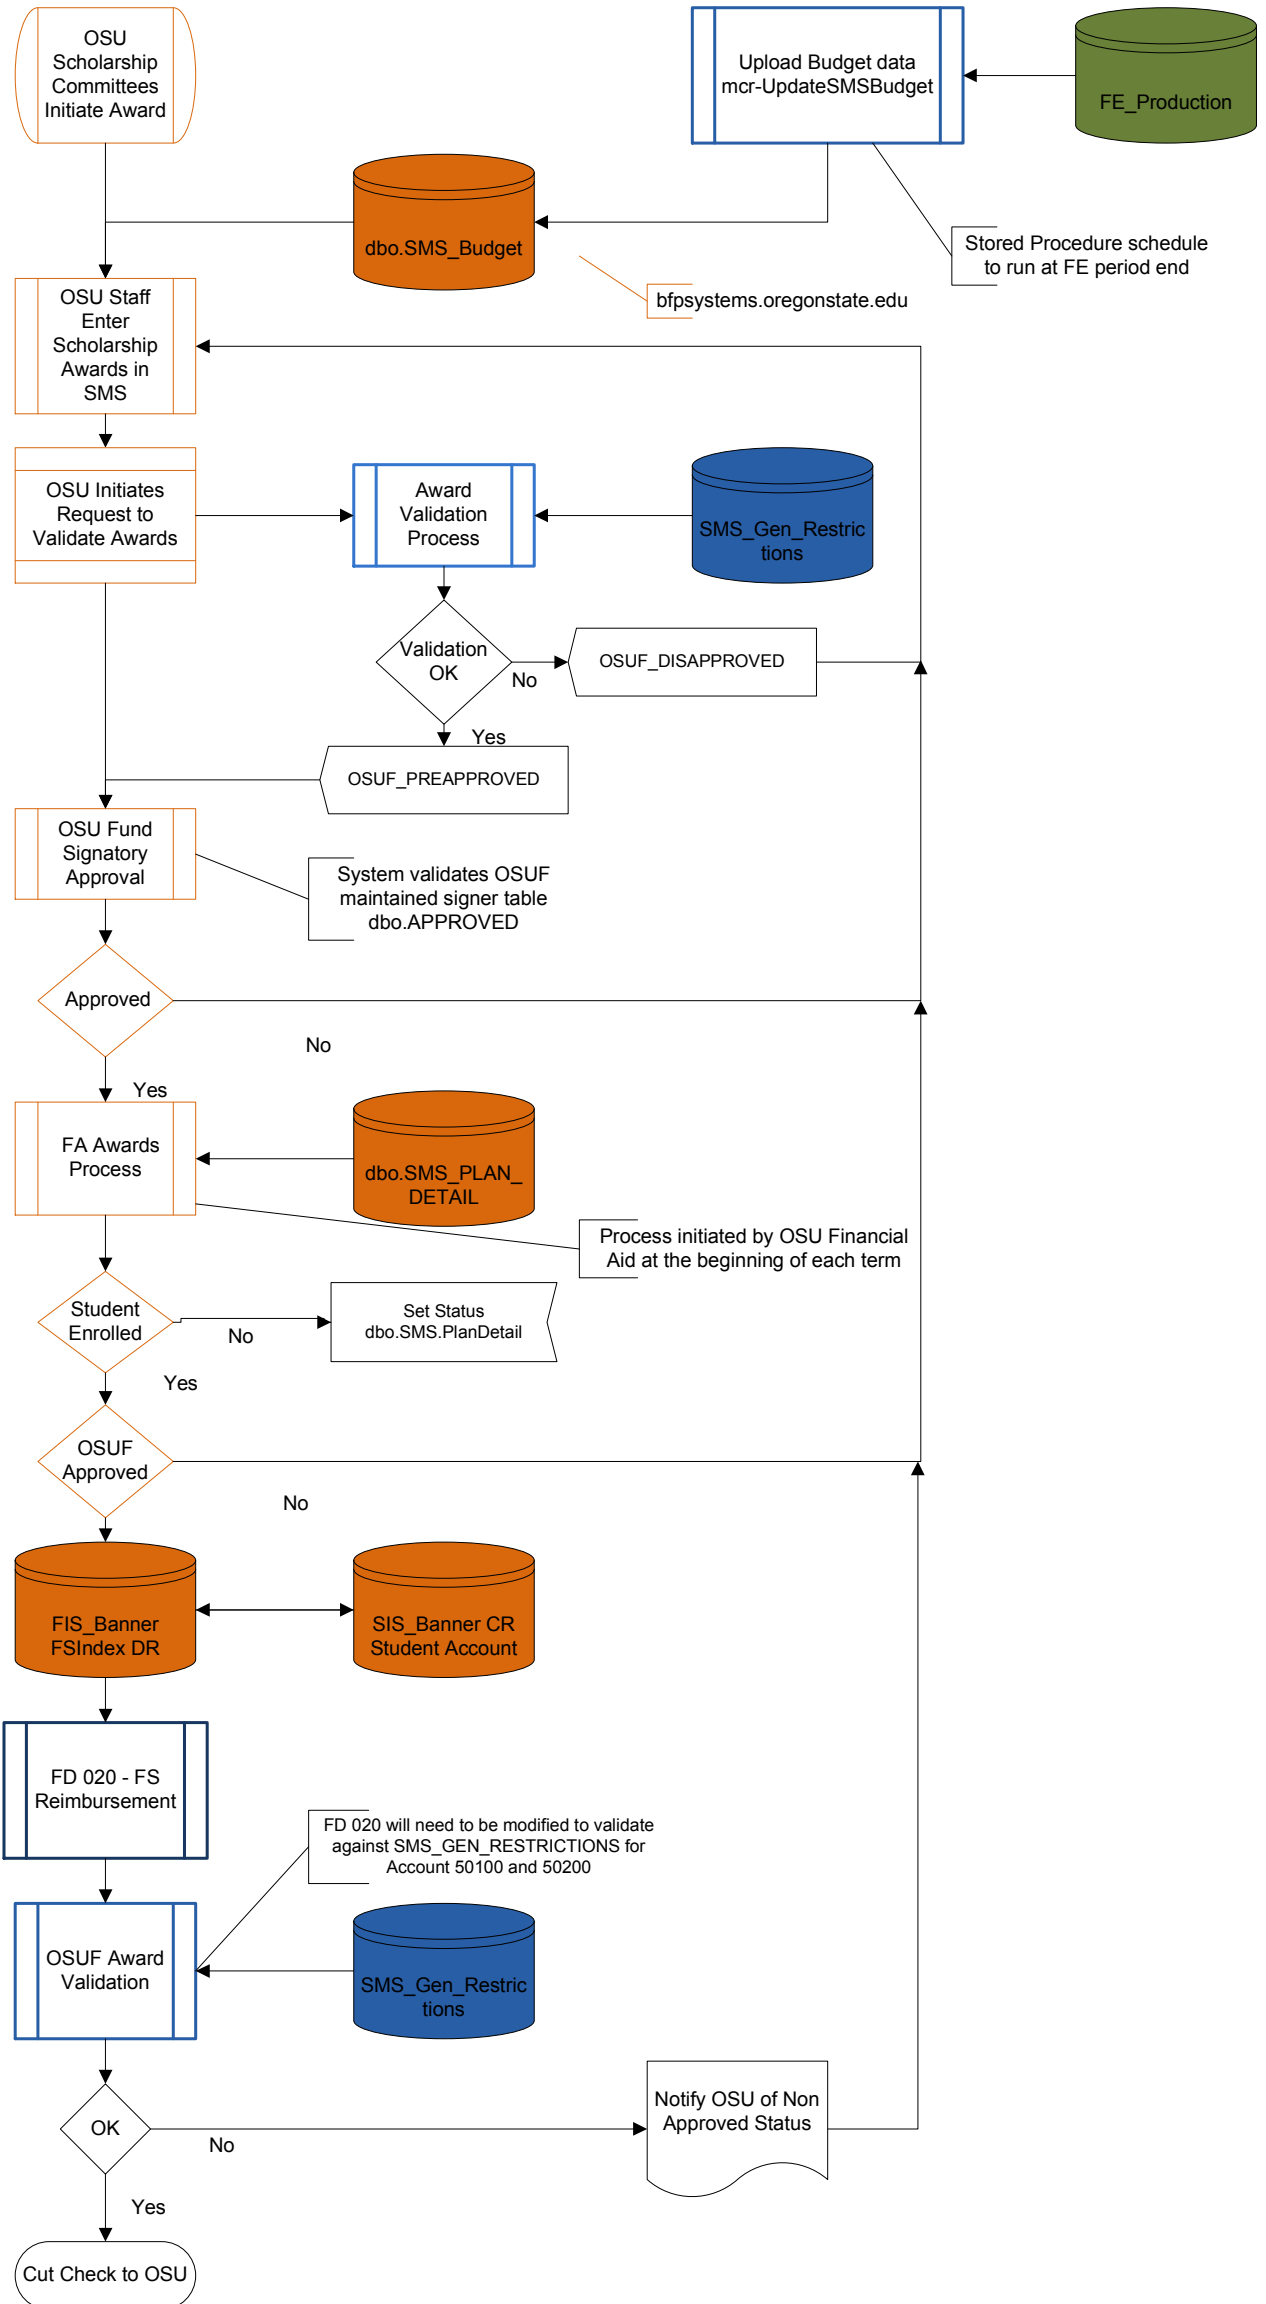 OSU
Scholarship
Committees
Initiate Award
Upload Budget data
mcr-UpdateSMSBudget
FE_Production
dbo.SMS_Budget
Stored Procedure schedule
to run at FE period end
bfpsystems.oregonstate.edu
OSU Staff
Enter
Scholarship
Awards in
SMS
OSU Initiates
Request to
Validate Awards
Award
Validation
Process
SMS_Gen_Restric
tions
Validation
OK
No
OSUF_DISAPPROVED
Yes
OSUF_PREAPPROVED
OSU Fund
Signatory
Approval
System validates OSUF
maintained signer table
dbo.APPROVED
Approved
No
Yes
FA Awards
Process
dbo.SMS_PLAN_
DETAIL
Process initiated by OSU Financial
Aid at the beginning of each term
Student
Enrolled
No
Set Status
dbo.SMS.PlanDetail
Yes
OSUF
Approved
No
FIS_Banner
FSIndex DR
SIS_Banner CR
Student Account
FD 020 - FS
Reimbursement
FD 020 will need to be modified to validate
against SMS_GEN_RESTRICTIONS for
Account 50100 and 50200
OSUF Award
Validation
SMS_Gen_Restric
tions
OK
No
Notify OSU of Non
Approved Status
Yes
Cut Check to OSU